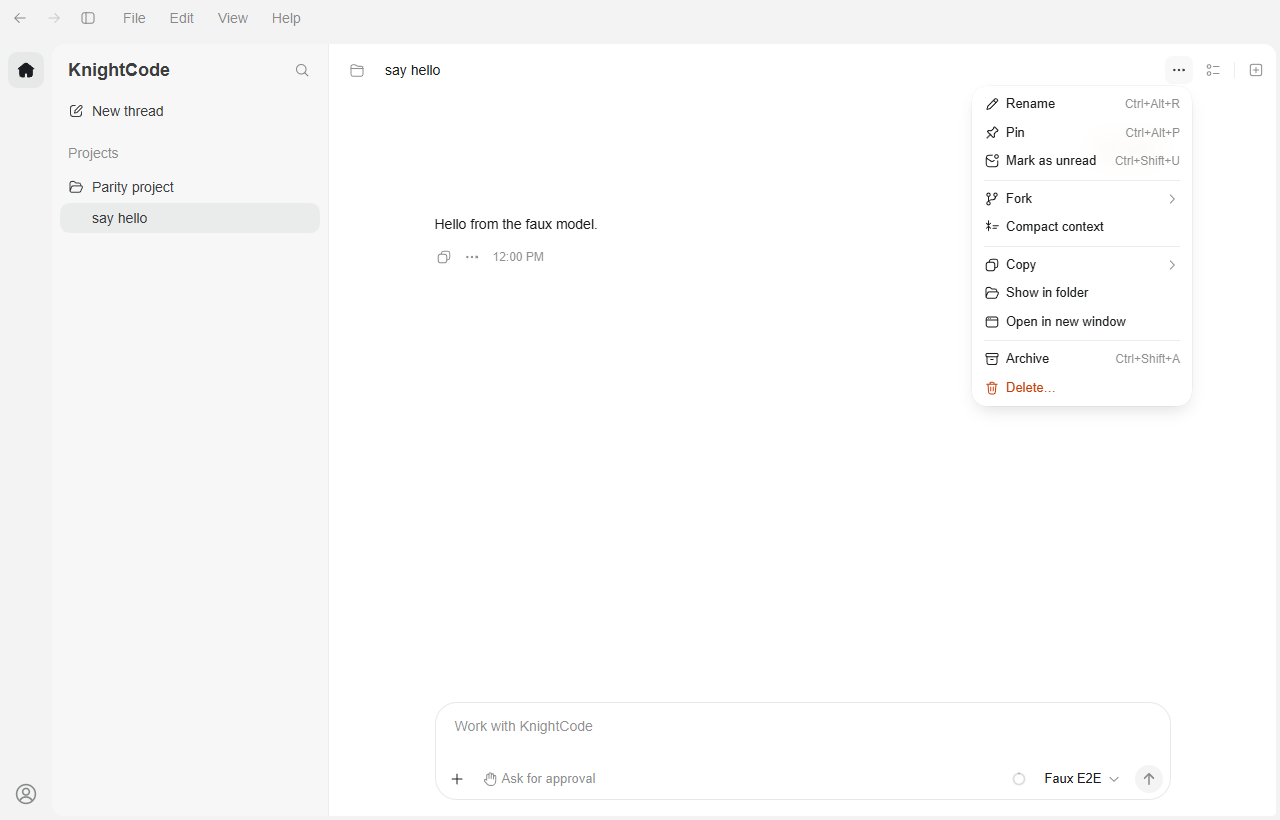 File Edit View Help
KnightCode
New thread
Projects
Parity project
say hello
say hello
Rename Ctrl+Alt+R
Pin Ctrl+Alt+P
Mark as unread Ctrl+Shift+U
Fork
Compact context
Copy
Show in folder
Open in new window
Archive Ctrl+Shift+A
Delete...
Hello from the faux model.
12:00 PM
Work with KnightCode
Ask for approval
Faux E2E